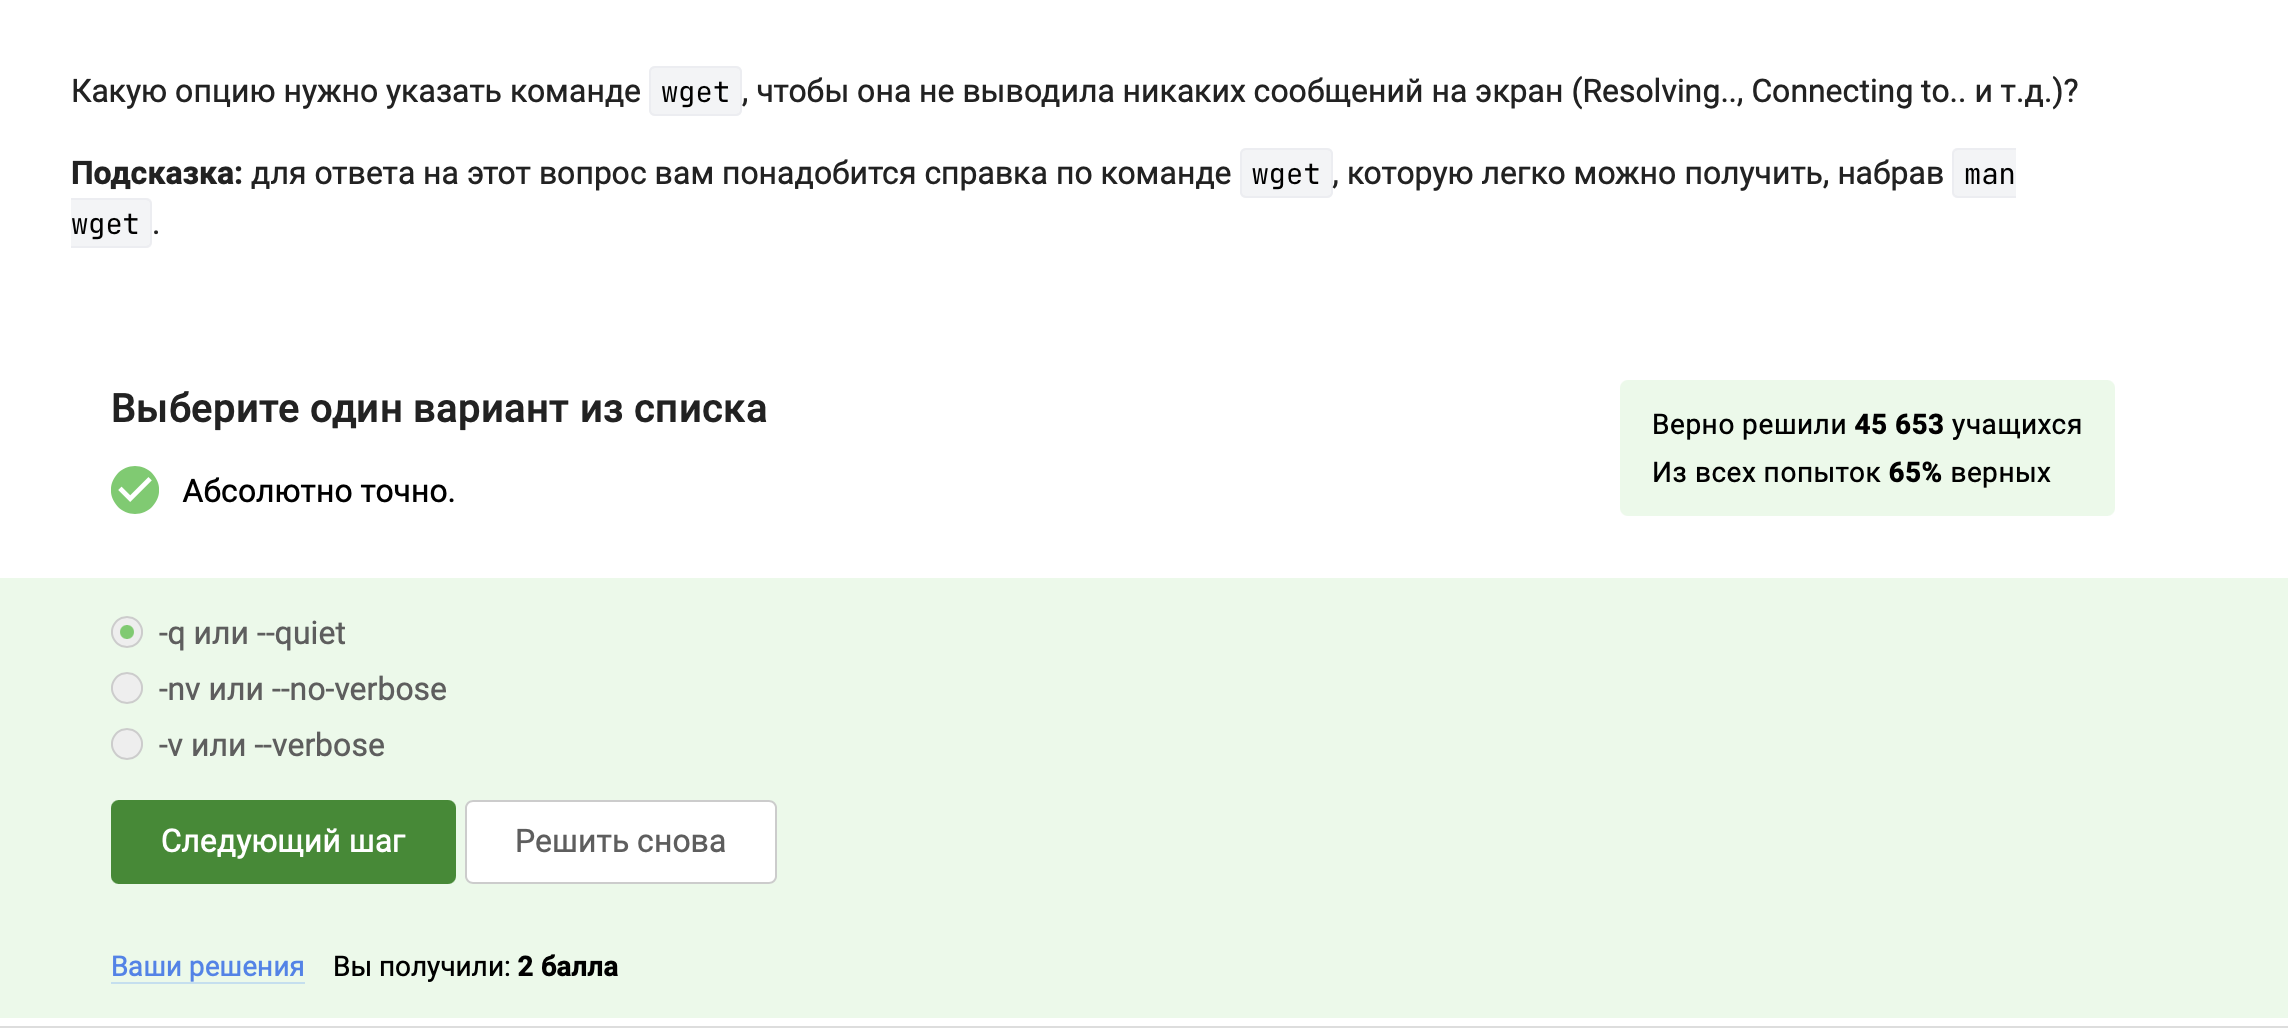 Какую опцию нужно указать команде wget, чтобы она не выводила никаких сообщений на экран (Resolving.., Connecting to.. и т.д.)?
Подсказка: для ответа на этот вопрос вам понадобится справка по команде wget, которую легко можно получить, набрав man
wget.
Выберите один вариант из списка
Абсолютно точно.
Верно решили 45 653 учащихся
Из всех попыток 65% верных
-q или --quiet
-nv или --no-verbose
-v или --verbose
Следующий шаг
Решить снова
Ваши решения Вы получили: 2 балла